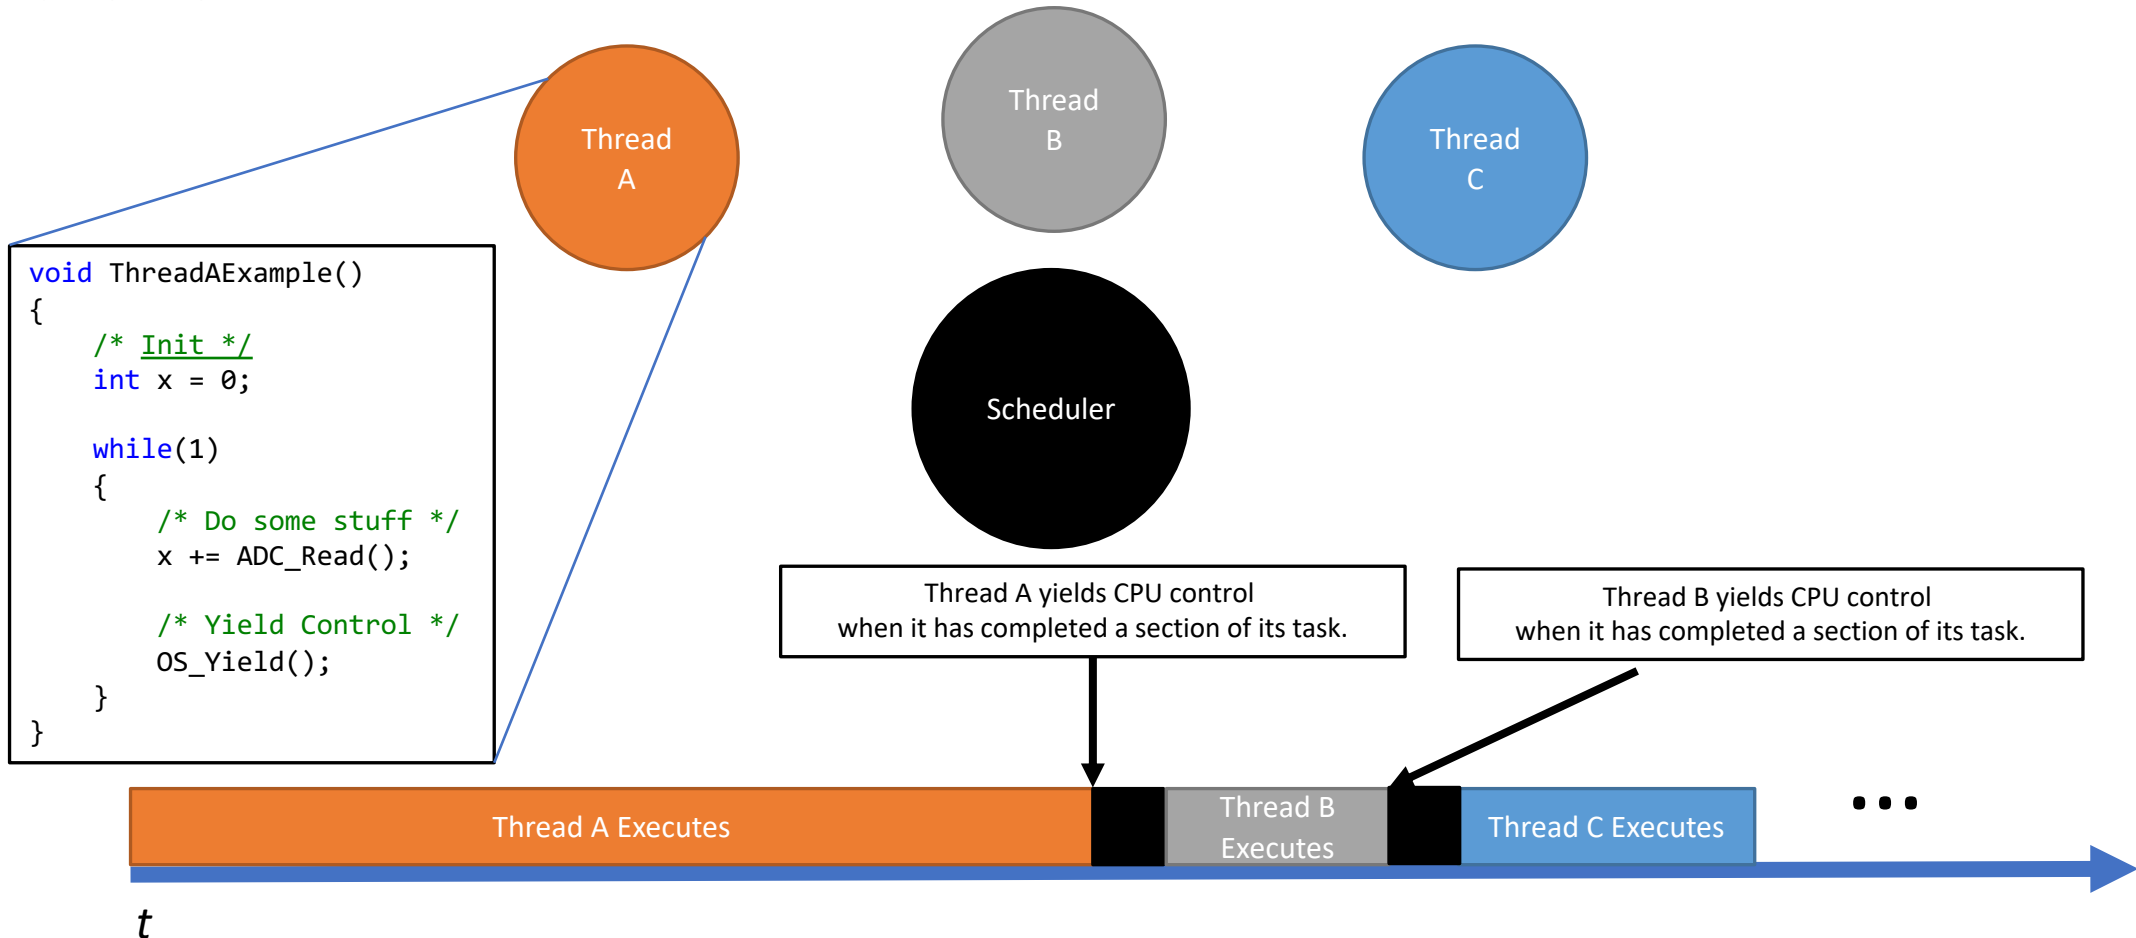 Thread
A
Thread
B
Thread
C
void ThreadAExample()
{
    /* Init */
    int x = 0;
    while(1)
    {
        /* Do some stuff */
        x += ADC_Read();
        /* Yield Control */
        OS_Yield();
    }
}
Scheduler
Thread A yields CPU control
when it has completed a section of its task.
Thread B yields CPU control
when it has completed a section of its task.
Thread A Executes
Thread B
Executes
Thread C Executes
...
t